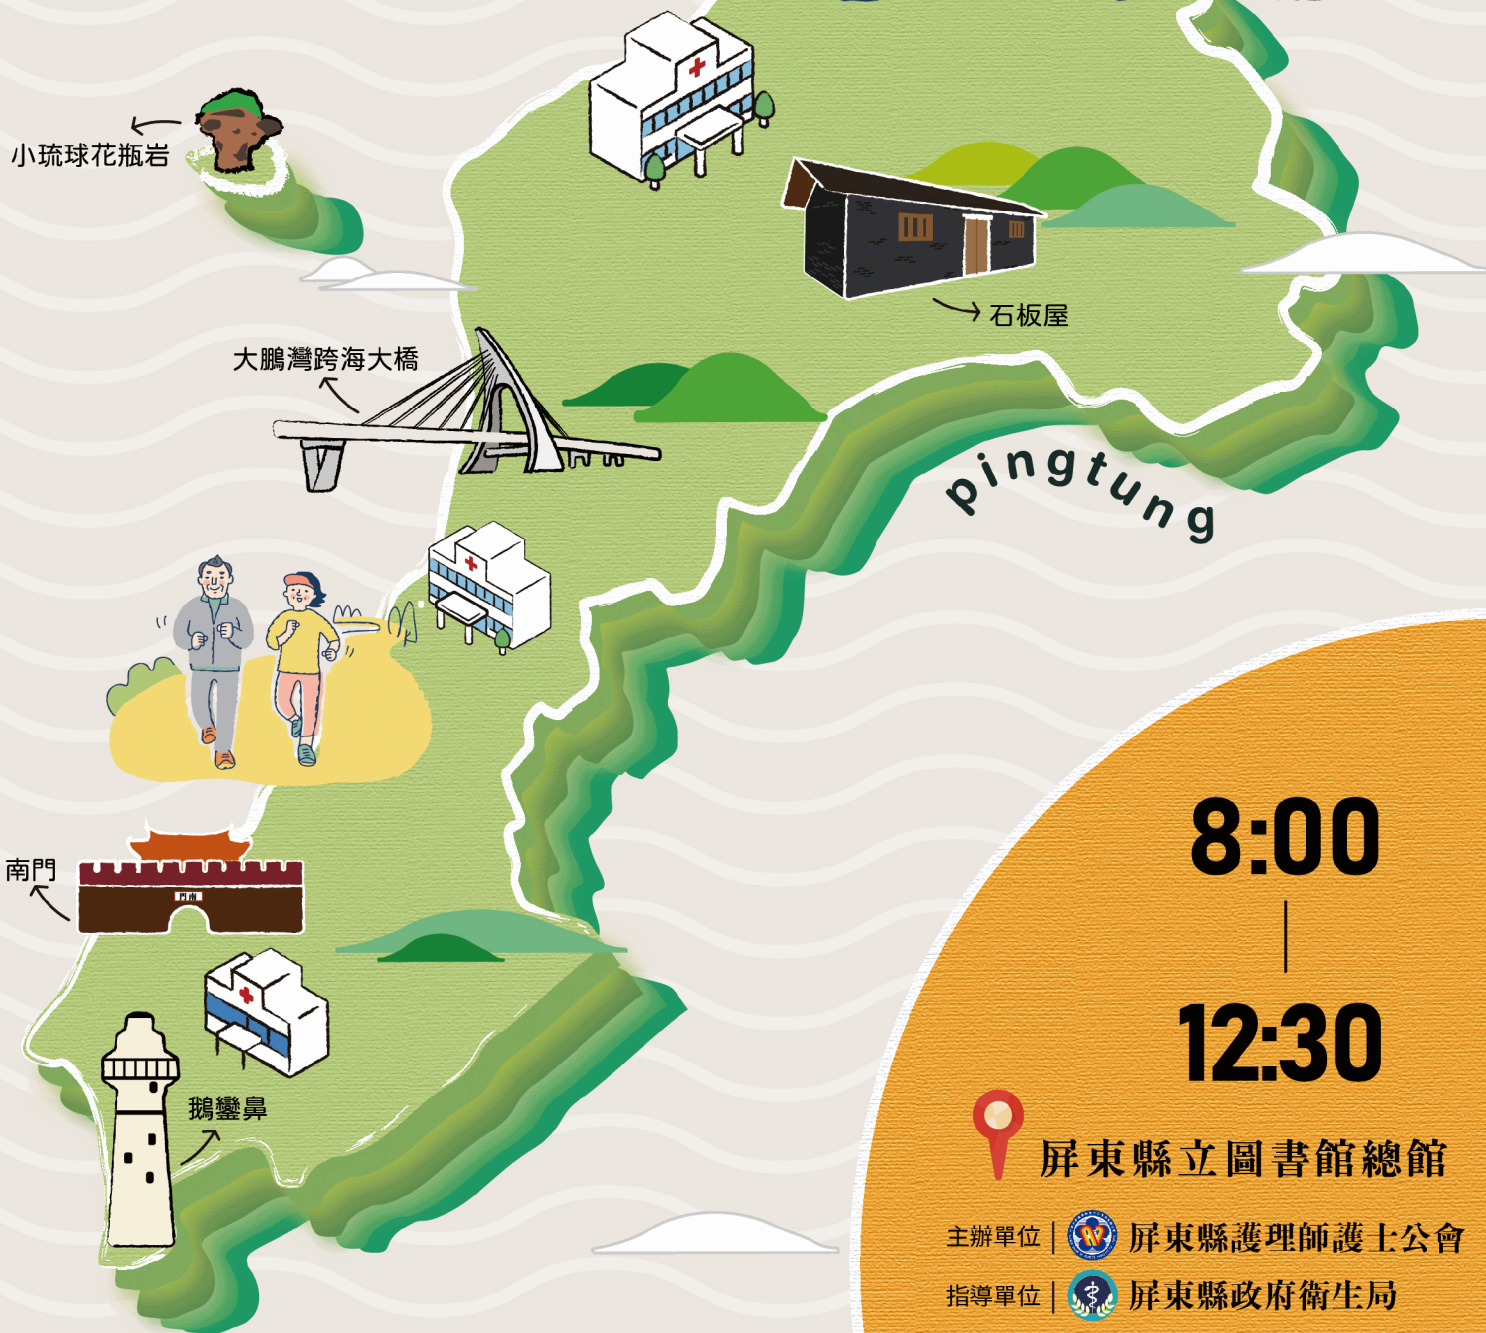 小琉球花瓶岩
石板屋
大鵬灣跨海大橋
pingtung
南門
門南
鵝鑾鼻
8:00
12:30
屏東縣立圖書館總館
主辦單位 屏東縣護理師護士公會
指導單位 屏東縣政府衛生局